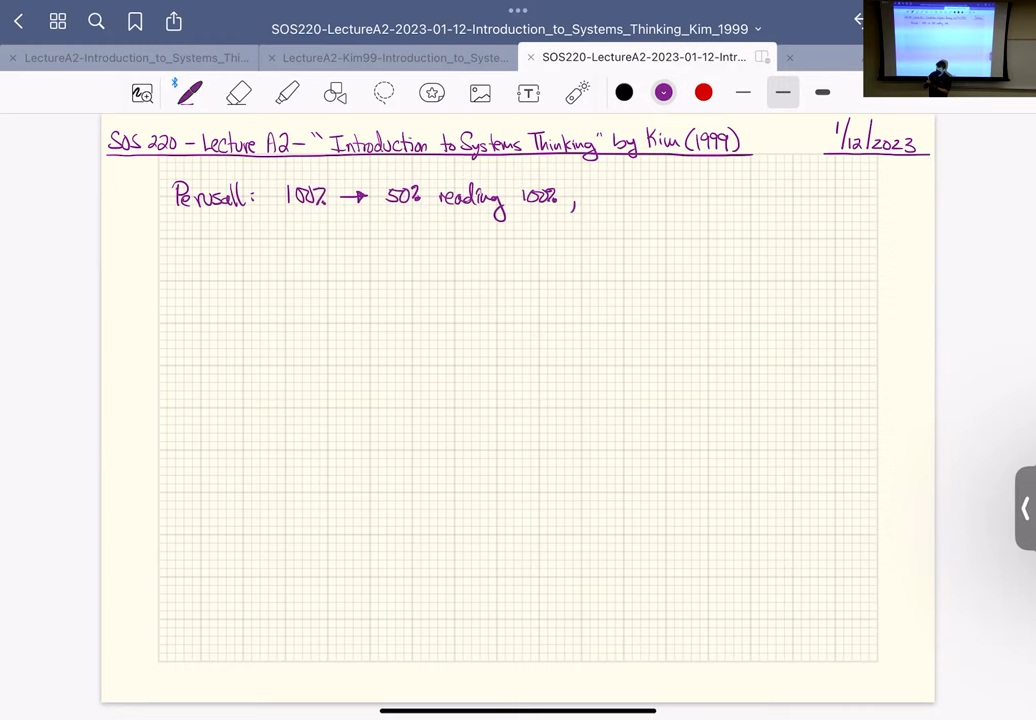 SOS220-LectureA2-2023-01-12-Introduction_to_Systems_Thinking_Kim_1999
LectureA2-Introduction_to_Systems_Thi...
LectureA2-Kim99-Introduction_to_Syste...
SOS220-LectureA2-2023-01-12-Intr...
SOS 220 - Lecture A2 - "Introduction to Systems Thinking" by Kim (1999)
1/12/2023
Perusall: 100% → 50% reading 100%,